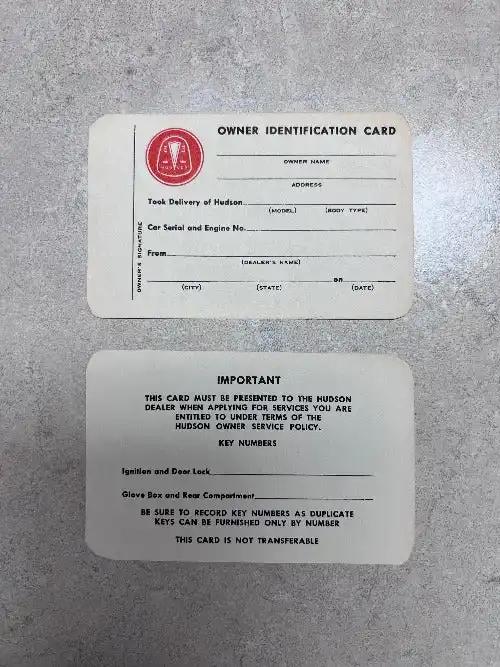 OWNER IDENTIFICATION CARD
HUDSON
OWNER NAME
ADDRESS
Took Delivery of Hudson
(MODEL) (BODY TYPE)
Car Serial and Engine No.
From
(DEALER'S NAME)
on
(CITY) (STATE) (DATE)
OWNER'S SIGNATURE
IMPORTANT
THIS CARD MUST BE PRESENTED TO THE HUDSON
DEALER WHEN APPLYING FOR SERVICES YOU ARE
ENTITLED TO UNDER TERMS OF THE
HUDSON OWNER SERVICE POLICY.
KEY NUMBERS
Ignition and Door Lock
Glove Box and Rear Compartment
BE SURE TO RECORD KEY NUMBERS AS DUPLICATE
KEYS CAN BE FURNISHED ONLY BY NUMBER
THIS CARD IS NOT TRANSFERABLE